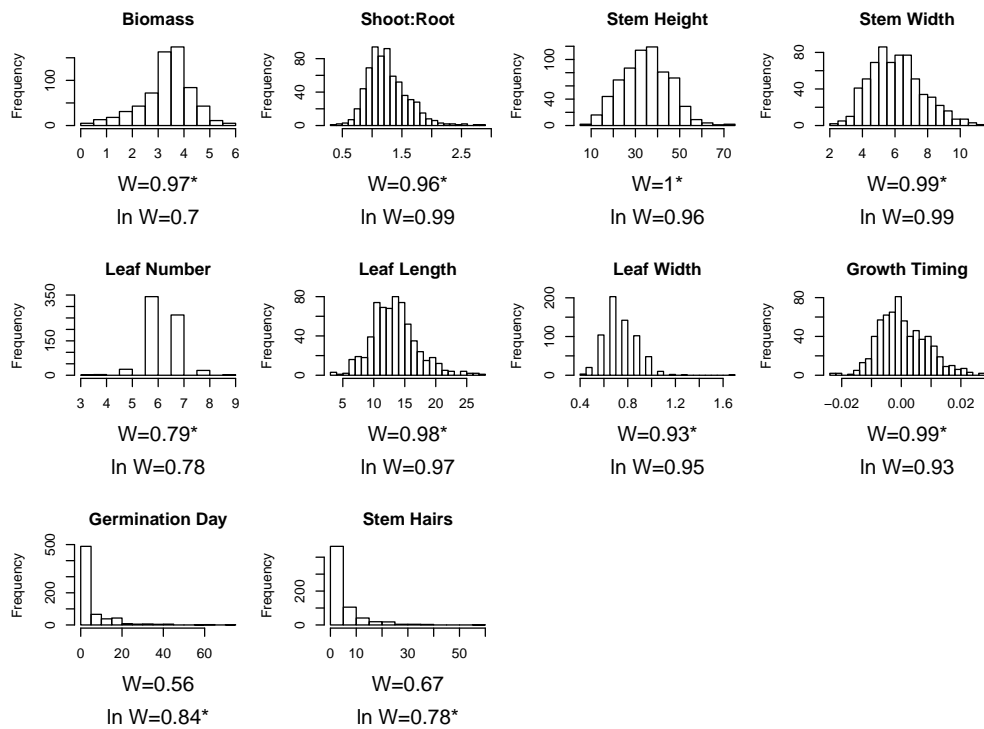 Biomass
Frequency
0 100
0 1 2 3 4 5 6
W=0.97*
ln W=0.7
Shoot:Root
Frequency
0 40 80
0.5 1.5 2.5
W=0.96*
ln W=0.99
Stem Height
Frequency
0 40 100
10 30 50 70
W=1*
ln W=0.96
Stem Width
Frequency
0 40 80
2 4 6 8 10
W=0.99*
ln W=0.99
Leaf Number
Frequency
0 150 350
3 4 5 6 7 8 9
W=0.79*
ln W=0.78
Leaf Length
Frequency
0 40 80
5 10 15 20 25
W=0.98*
ln W=0.97
Leaf Width
Frequency
0 100 200
0.4 0.8 1.2 1.6
W=0.93*
ln W=0.95
Growth Timing
Frequency
0 40 80
−0.02 0.00 0.02
W=0.99*
ln W=0.93
Germination Day
Frequency
0 200 500
0 20 40 60
W=0.56
ln W=0.84*
Stem Hairs
Frequency
0 200
0 10 30 50
W=0.67
ln W=0.78*